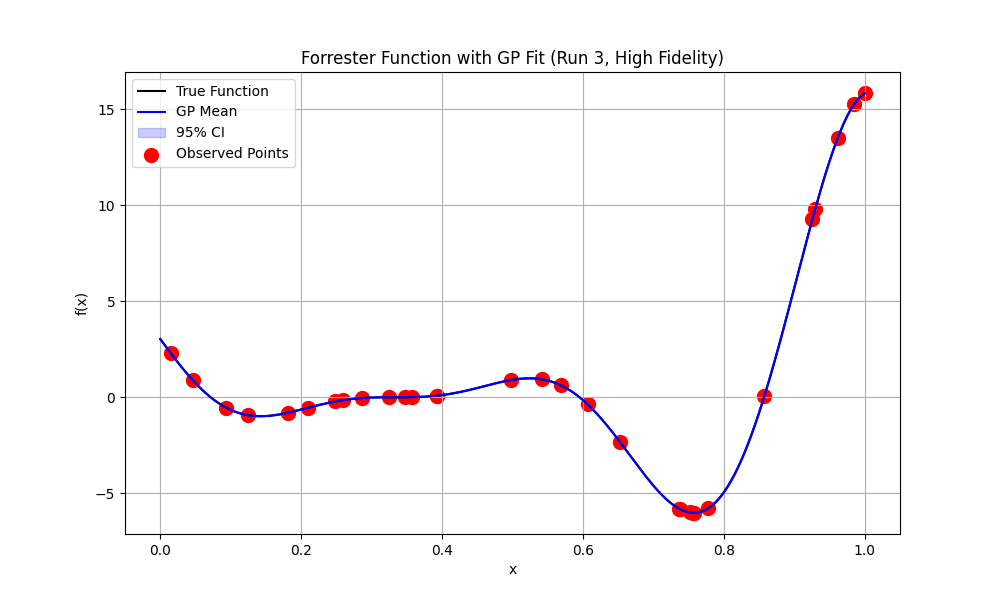 Forrester Function with GP Fit (Run 3, High Fidelity)
True Function
GP Mean
95% CI
Observed Points
15
10
5
0
−5
f(x)
0.0 0.2 0.4 0.6 0.8 1.0
x